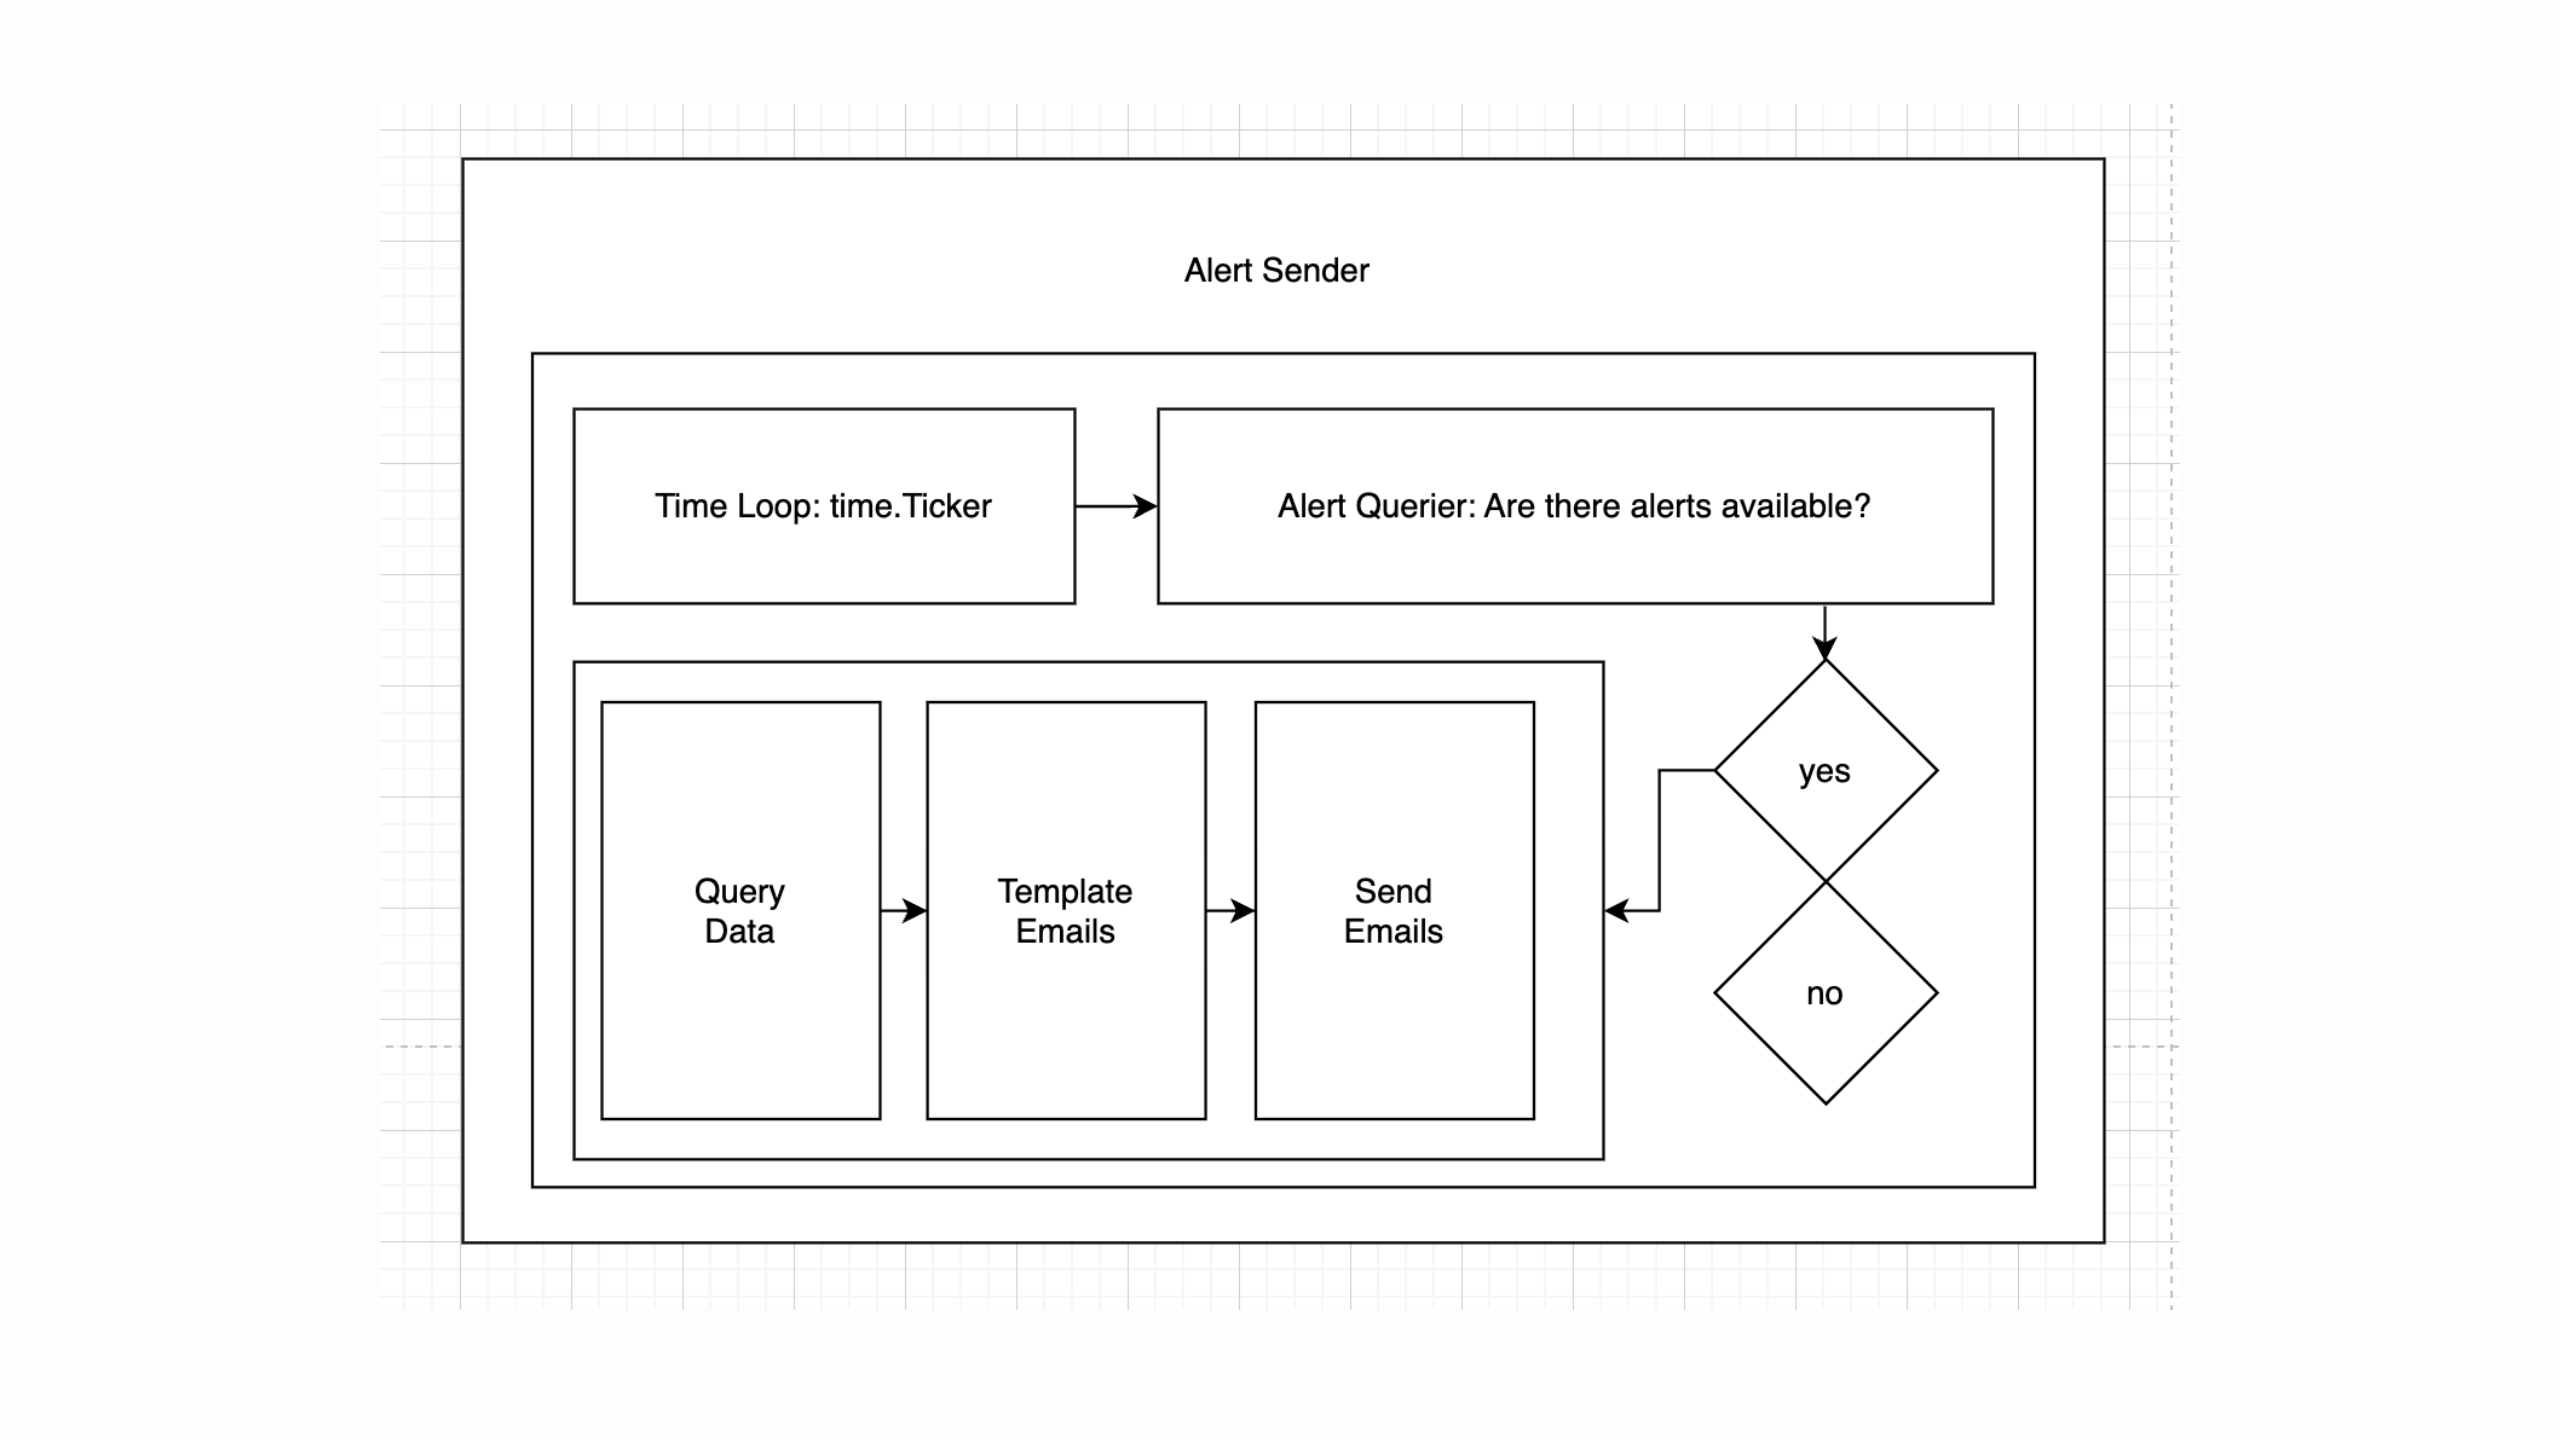 Alert Sender
Time Loop: time.Ticker
Alert Querier: Are there alerts available?
Query
Data
Template
Emails
Send
Emails
yes
no